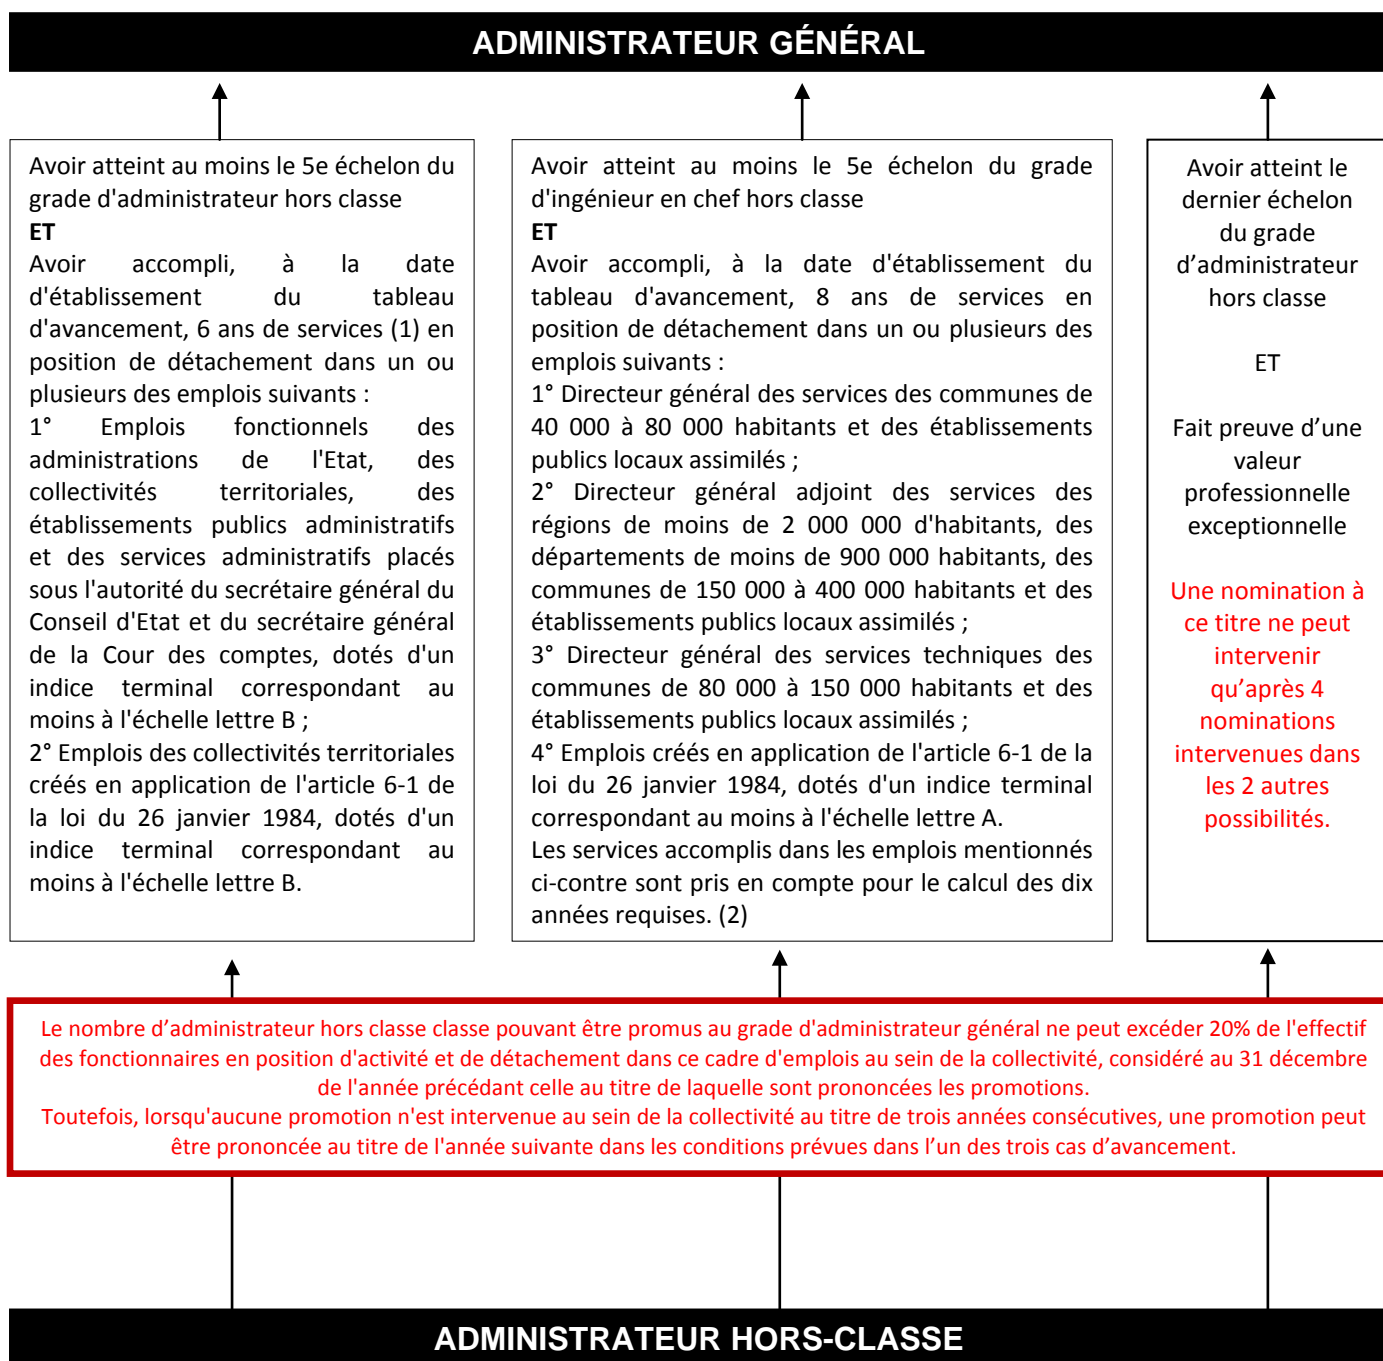 ADMINISTRATEUR GÉNÉRAL
Avoir atteint au moins le 5e échelon du
grade d'administrateur hors classe
ET
Avoir accompli, à la date
d'établissement du tableau
d'avancement, 6 ans de services (1) en
position de détachement dans un ou
plusieurs des emplois suivants :
1° Emplois fonctionnels des
administrations de l'Etat, des
collectivités territoriales, des
établissements publics administratifs
et des services administratifs placés
sous l'autorité du secrétaire général du
Conseil d'Etat et du secrétaire général
de la Cour des comptes, dotés d'un
indice terminal correspondant au
moins à l'échelle lettre B ;
2° Emplois des collectivités territoriales
créés en application de l'article 6-1 de
la loi du 26 janvier 1984, dotés d'un
indice terminal correspondant au
moins à l'échelle lettre B.
Avoir atteint au moins le 5e échelon du grade
d'ingénieur en chef hors classe
ET
Avoir accompli, à la date d'établissement du
tableau d'avancement, 8 ans de services en
position de détachement dans un ou plusieurs des
emplois suivants :
1° Directeur général des services des communes de
40 000 à 80 000 habitants et des établissements
publics locaux assimilés ;
2° Directeur général adjoint des services des
régions de moins de 2 000 000 d'habitants, des
départements de moins de 900 000 habitants, des
communes de 150 000 à 400 000 habitants et des
établissements publics locaux assimilés ;
3° Directeur général des services techniques des
communes de 80 000 à 150 000 habitants et des
établissements publics locaux assimilés ;
4° Emplois créés en application de l'article 6-1 de la
loi du 26 janvier 1984, dotés d'un indice terminal
correspondant au moins à l'échelle lettre A.
Les services accomplis dans les emplois mentionnés
ci-contre sont pris en compte pour le calcul des dix
années requises. (2)
Avoir atteint le
dernier échelon
du grade
d’administrateur
hors classe
ET
Fait preuve d’une
valeur
professionnelle
exceptionnelle
Une nomination à
ce titre ne peut
intervenir
qu’après 4
nominations
intervenues dans
les 2 autres
possibilités.
Le nombre d’administrateur hors classe classe pouvant être promus au grade d'administrateur général ne peut excéder 20% de l'effectif
des fonctionnaires en position d'activité et de détachement dans ce cadre d'emplois au sein de la collectivité, considéré au 31 décembre
de l'année précédant celle au titre de laquelle sont prononcées les promotions.
Toutefois, lorsqu'aucune promotion n'est intervenue au sein de la collectivité au titre de trois années consécutives, une promotion peut
être prononcée au titre de l'année suivante dans les conditions prévues dans l’un des trois cas d’avancement.
ADMINISTRATEUR HORS-CLASSE